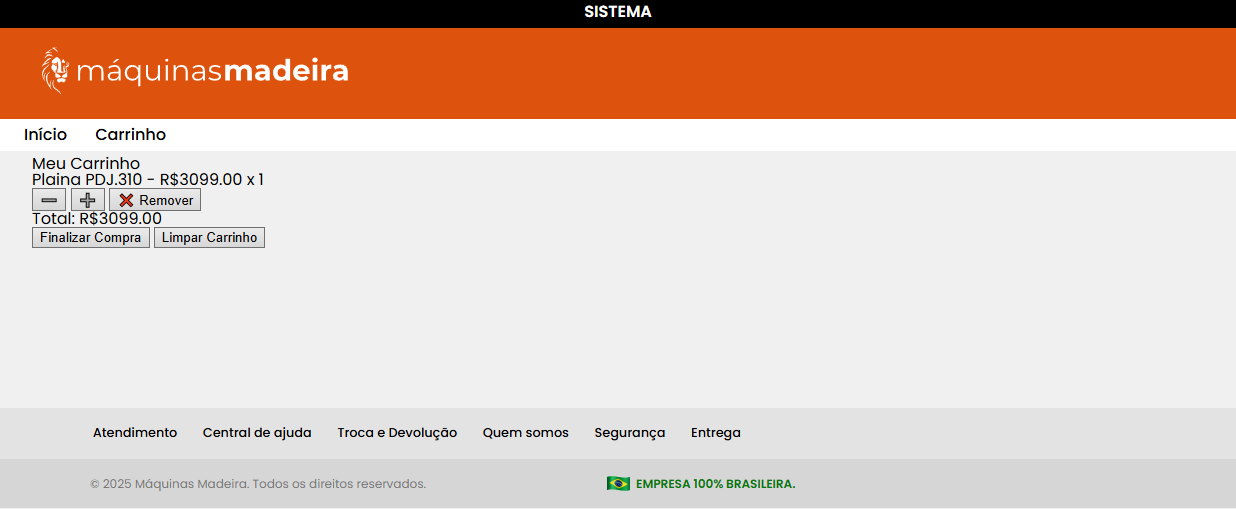 SISTEMA
máquinasmadeira
Início Carrinho
Meu Carrinho
Plaina PDJ.310 - R$3099.00 x 1
➖ ➕ ❌ Remover
Total: R$3099.00
Finalizar Compra Limpar Carrinho
Atendimento Central de ajuda Troca e Devolução Quem somos Segurança Entrega
© 2025 Máquinas Madeira. Todos os direitos reservados. EMPRESA 100% BRASILEIRA.